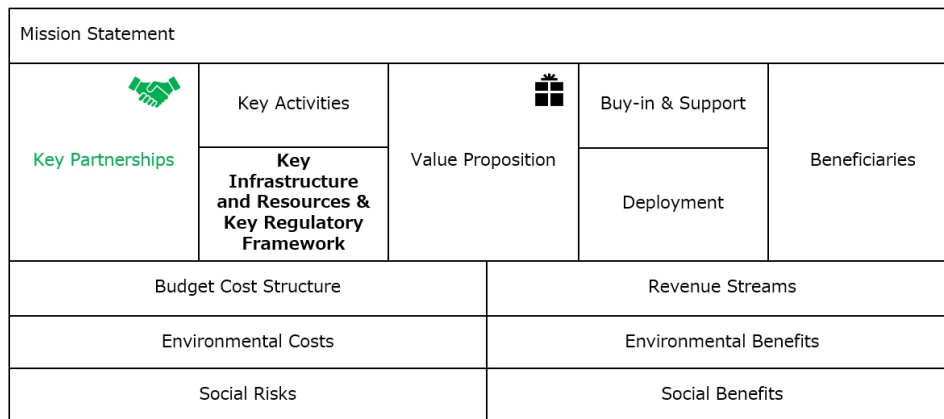 Mission Statement
Key Partnerships
Key Activities
Key
Infrastructure
and Resources &
Key Regulatory
Framework
Value Proposition
Buy-in & Support
Deployment
Beneficiaries
Budget Cost Structure
Revenue Streams
Environmental Costs
Environmental Benefits
Social Risks
Social Benefits